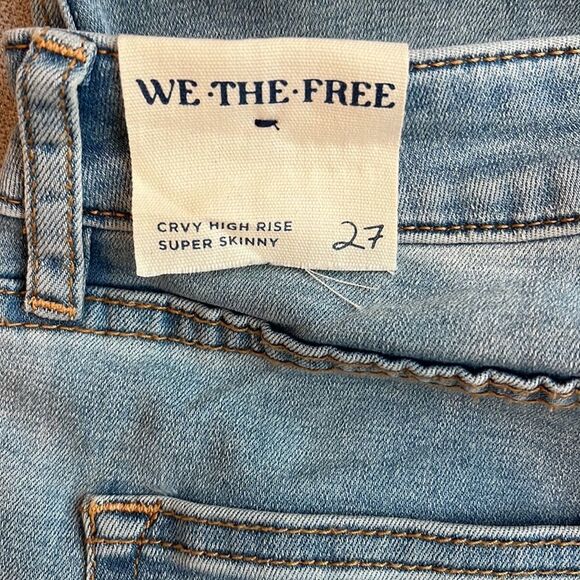 WE·THE·FREE
CRVY HIGH RISE
SUPER SKINNY 27